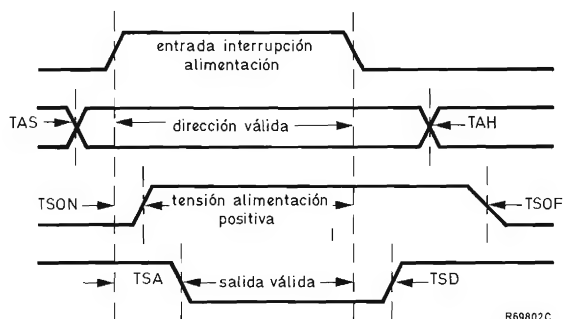 entrada interrupción
alimentación
TAS
dirección válida
TAH
TSON
tensión alimentación
positiva
TSOF
TSA
salida válida
TSD
R69802C